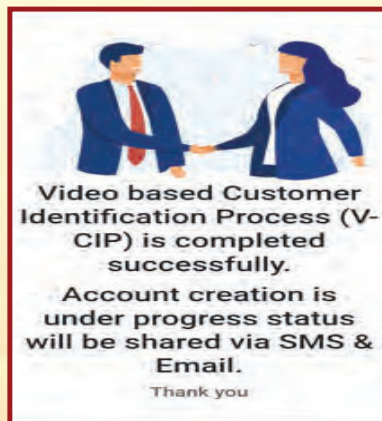 Video based Customer
Identification Process (V-
CIP) is completed
successfully.
Account creation is
under progress status
will be shared via SMS &
Email.
Thank you